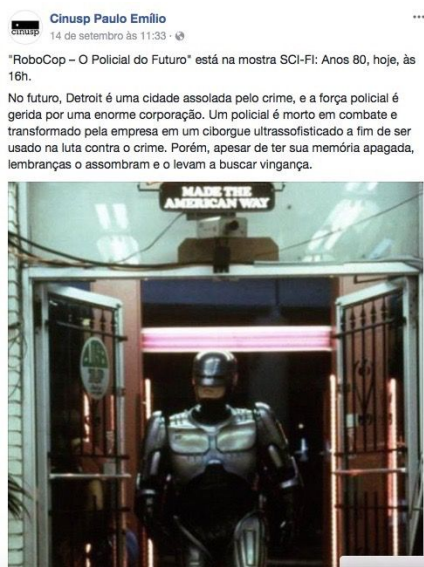 cinusp
Cinusp Paulo Emílio
14 de setembro às 11:33 ·
"RoboCop – O Policial do Futuro" está na mostra SCI-FI: Anos 80, hoje, às
16h.
No futuro, Detroit é uma cidade assolada pelo crime, e a força policial é
gerida por uma enorme corporação. Um policial é morto em combate e
transformado pela empresa em um ciborgue ultrassofisticado a fim de ser
usado na luta contra o crime. Porém, apesar de ter sua memória apagada,
lembranças o assombram e o levam a buscar vingança.
MADE THE
AMERICAN WAY